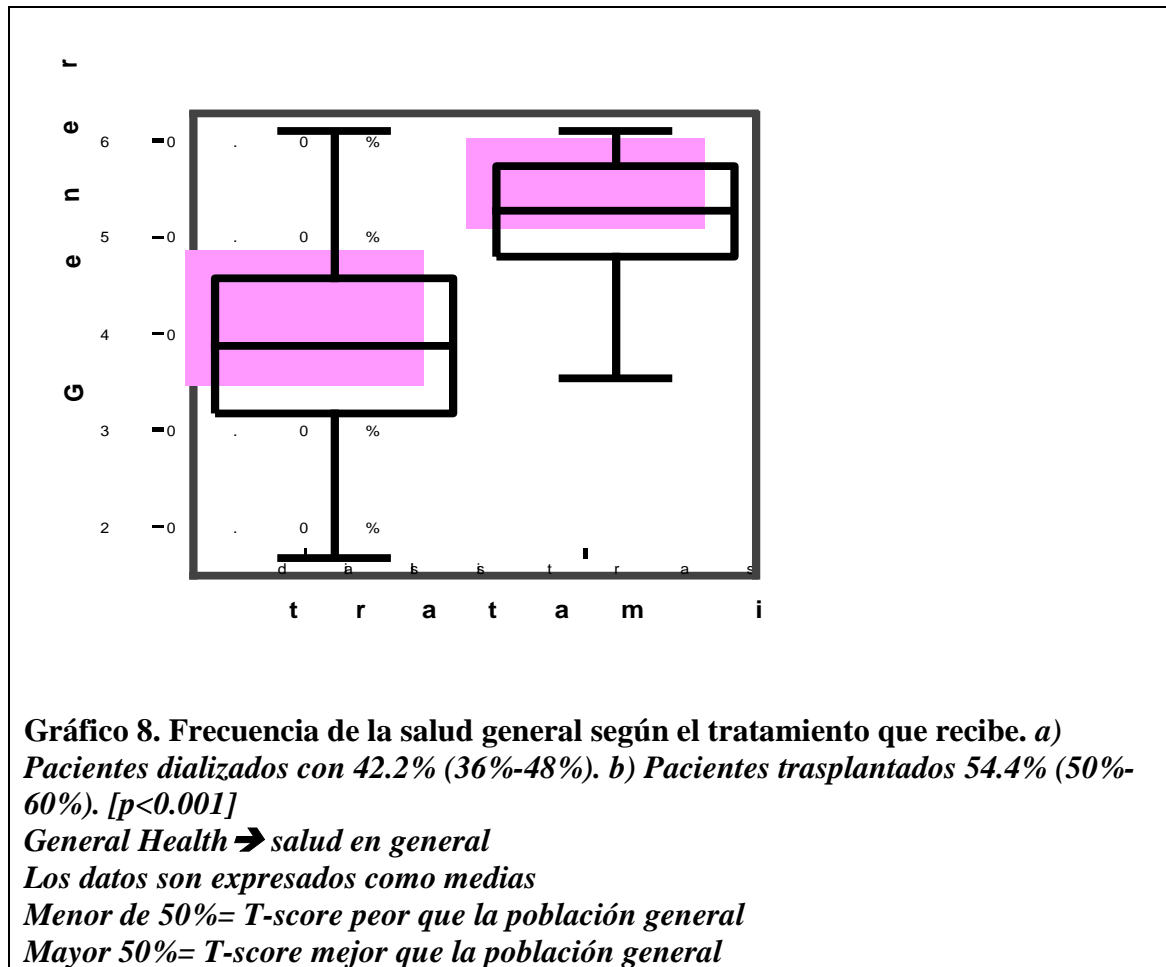 Gener
6 0 . 0 %
5 0 . 0 %
4 0
3 0 . 0 %
2 0 . 0 %
t r a s
t r a t a m i
Gráfico 8. Frecuencia de la salud general según el tratamiento que recibe. a)
Pacientes dializados con 42.2% (36%-48%). b) Pacientes trasplantados 54.4% (50%-
60%). [p<0.001]
General Health ➔ salud en general
Los datos son expresados como medias
Menor de 50%= T-score peor que la población general
Mayor 50%= T-score mejor que la población general